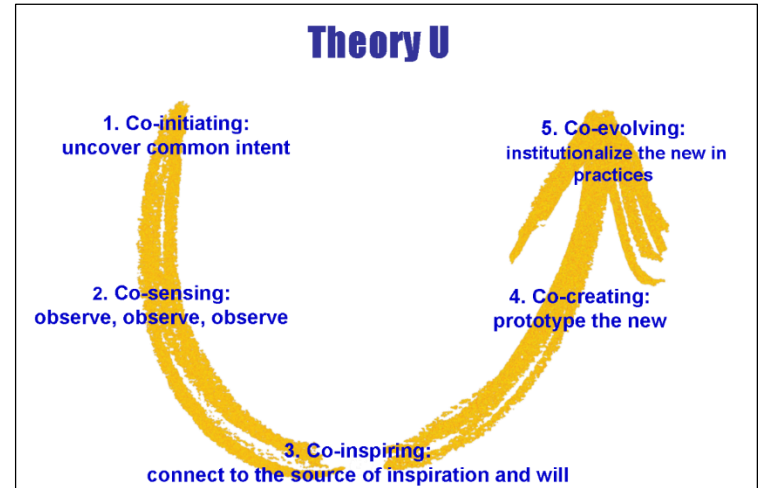 Theory U
1. Co-initiating:
uncover common intent
2. Co-sensing:
observe, observe, observe
3. Co-inspiring:
connect to the source of inspiration and will
4. Co-creating:
prototype the new
5. Co-evolving:
institutionalize the new in
practices